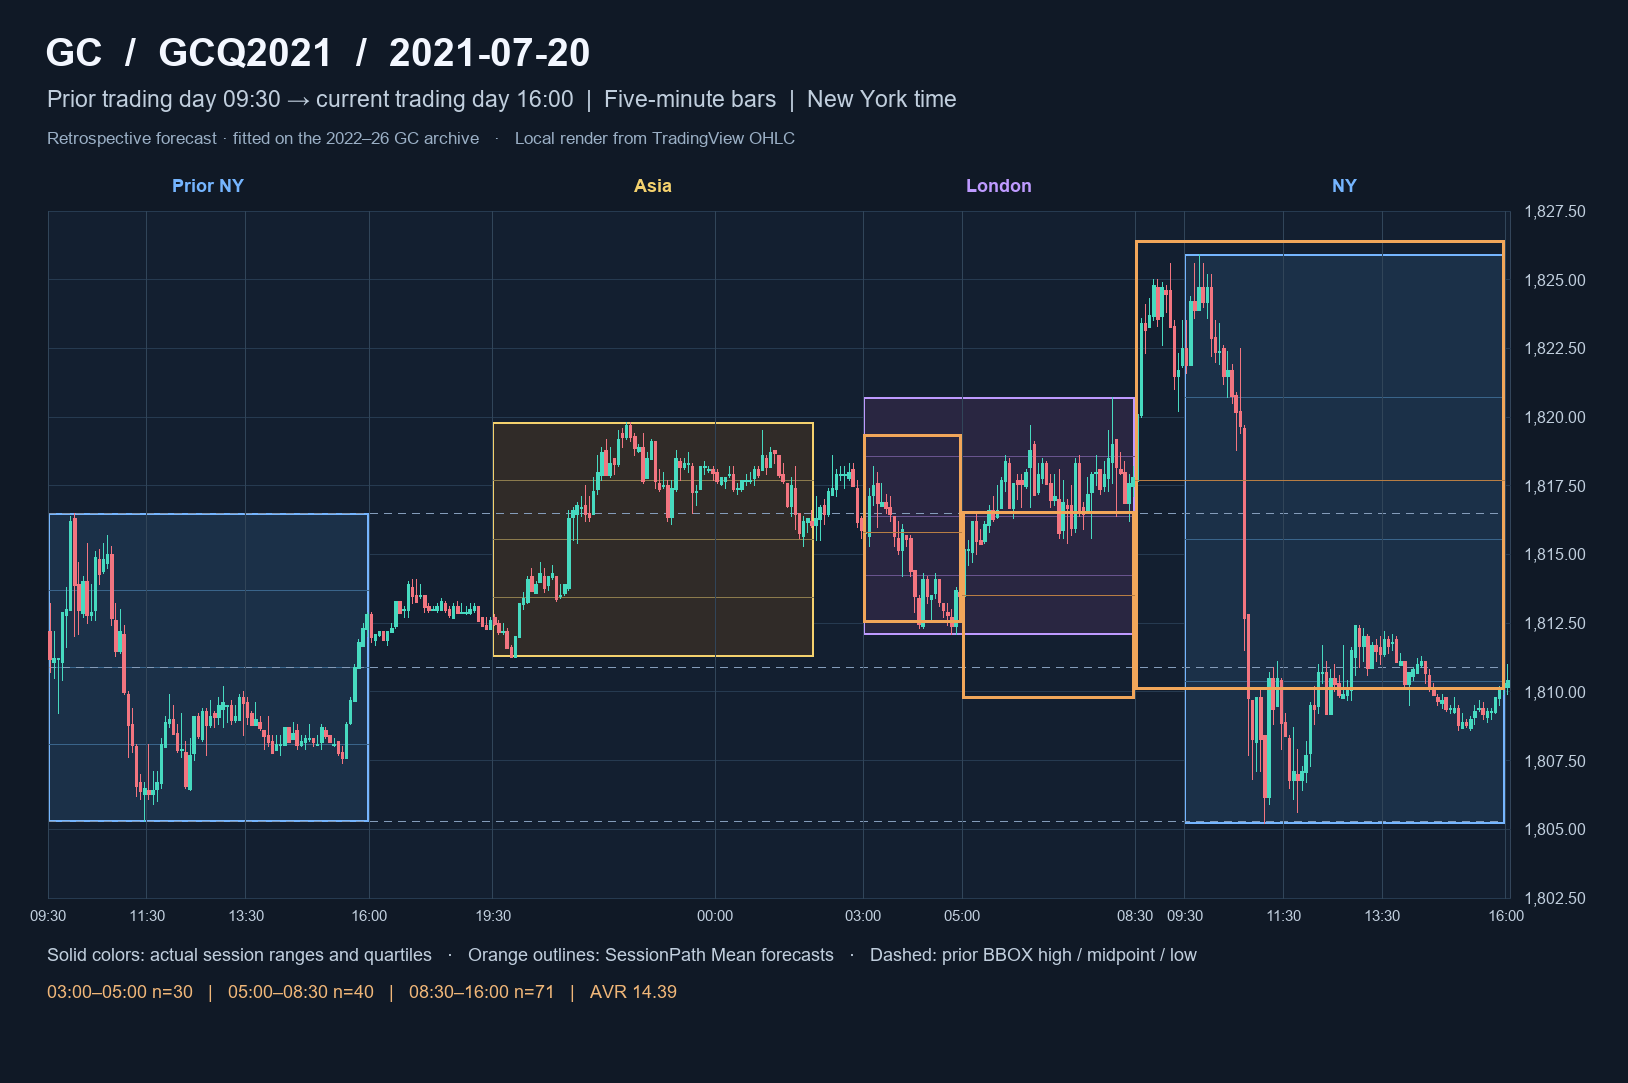 GC / GCQ2021 / 2021-07-20
Prior trading day 09:30 → current trading day 16:00 | Five-minute bars | New York time
Retrospective forecast · fitted on the 2022–26 GC archive · Local render from TradingView OHLC
Prior NY Asia London NY
1,827.50
1,825.00
1,822.50
1,820.00
1,817.50
1,815.00
1,812.50
1,810.00
1,807.50
1,805.00
1,802.50
09:30 11:30 13:30 16:00 19:30 00:00 03:00 05:00 08:30 09:30 11:30 13:30 16:00
Solid colors: actual session ranges and quartiles · Orange outlines: SessionPath Mean forecasts · Dashed: prior BBOX high / midpoint / low
03:00–05:00 n=30 | 05:00–08:30 n=40 | 08:30–16:00 n=71 | AVR 14.39